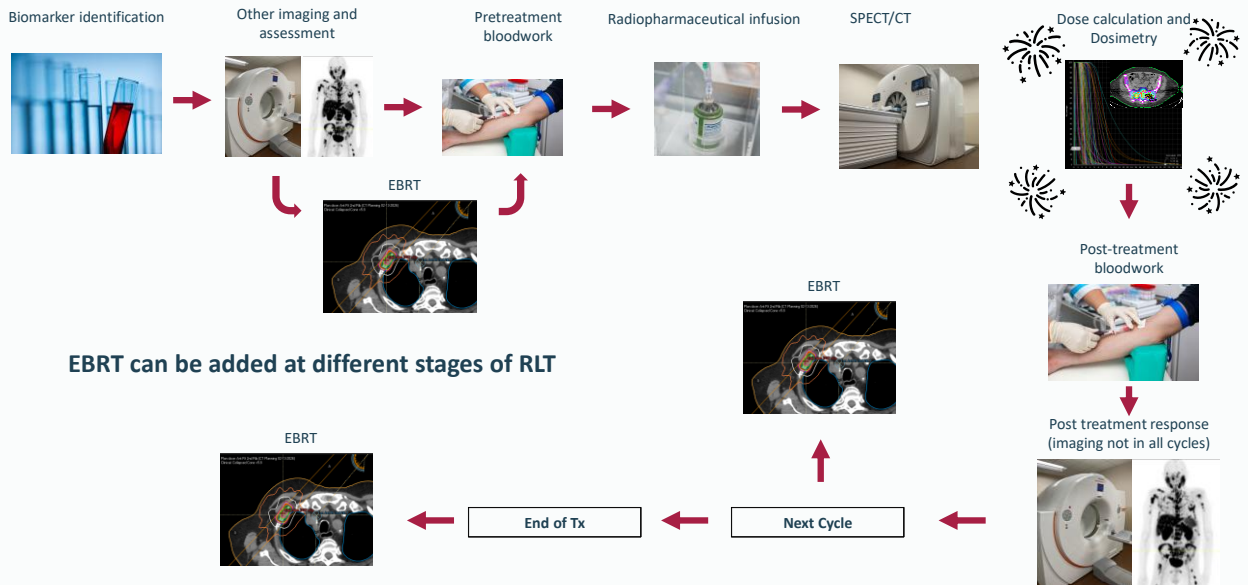 Biomarker identification
Other imaging and
assessment
Pretreatment
bloodwork
Radiopharmaceutical infusion
SPECT/CT
Dose calculation and
Dosimetry
EBRT
Post-treatment
bloodwork
EBRT
EBRT can be added at different stages of RLT
Post treatment response
(imaging not in all cycles)
EBRT
End of Tx
Next Cycle